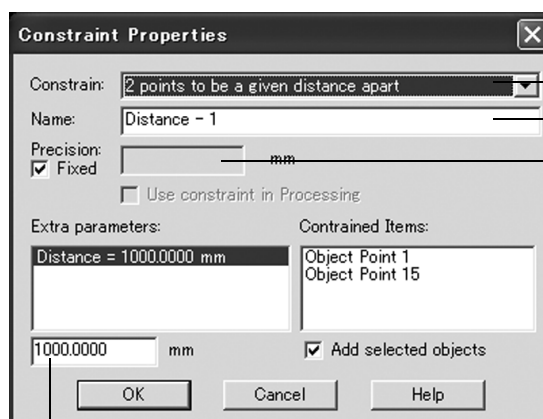 Constraint Properties
Constrain: 2 points to be a given distance apart
Name: Distance - 1
Precision:
Fixed mm
Use constraint in Processing
Extra parameters: Contrained Items:
Distance = 1000.0000 mm Object Point 1
Object Point 15
1000.0000 mm Add selected objects
OK Cancel Help